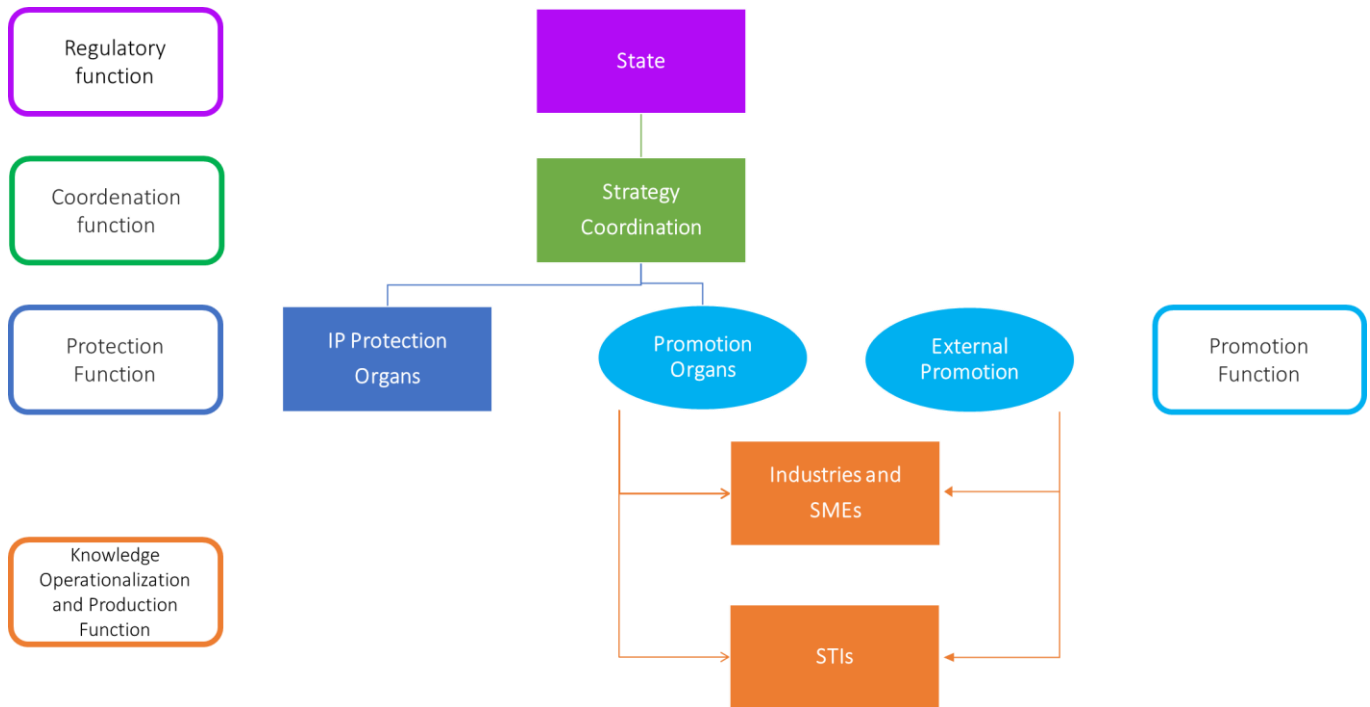 Regulatory
function
State
Coordenation
function
Strategy
Coordination
Protection
Function
IP Protection
Organs
Promotion
Organs
External
Promotion
Promotion
Function
Industries and
SMEs
Knowledge
Operationalization
and Production
Function
STIs